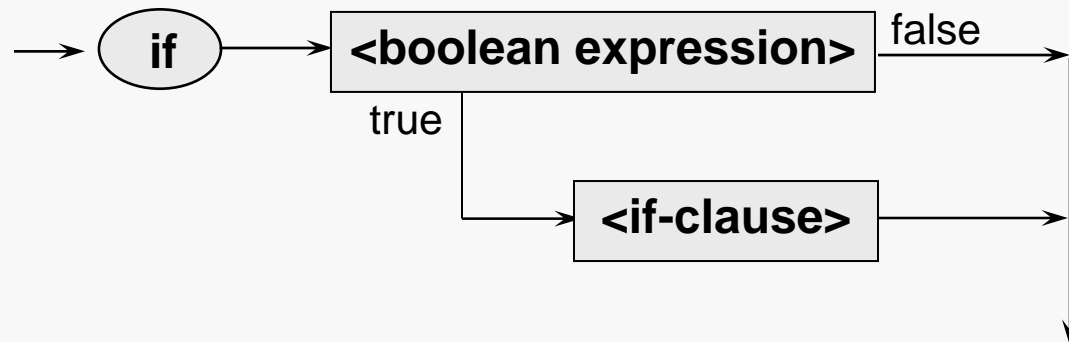 if
<boolean expression>
false
true
<if-clause>